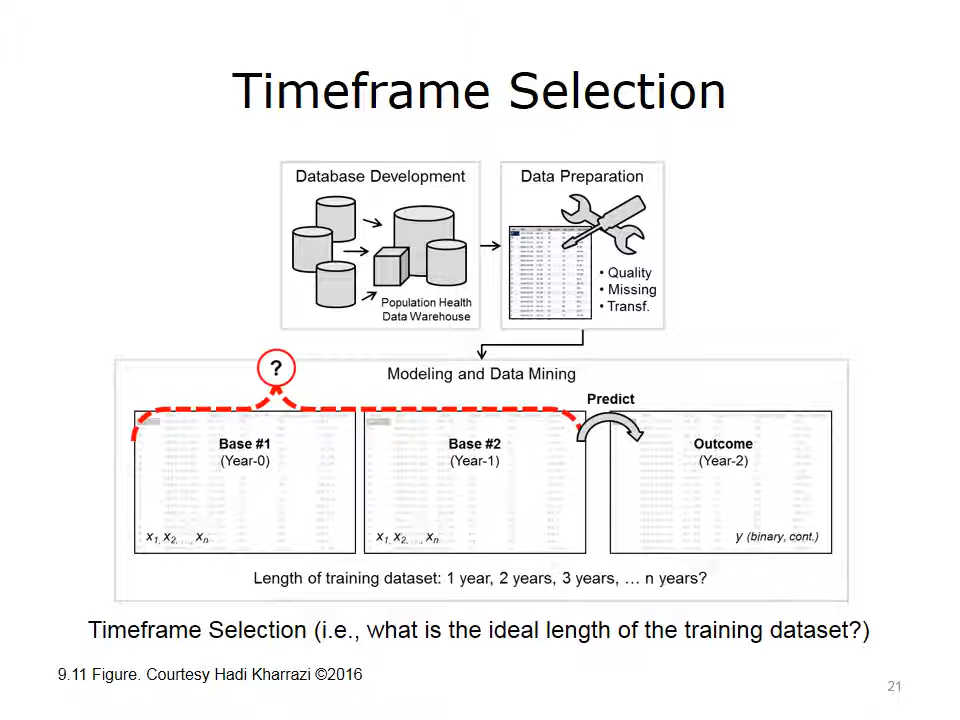 Timeframe Selection
Database Development
Population Health
Data Warehouse
Data Preparation
• Quality
• Missing
• Transf.
?
Modeling and Data Mining
Predict
Base #1
(Year-0)
x1, x2, …, xn
Base #2
(Year-1)
x1, x2, …, xn
Outcome
(Year-2)
y (binary, cont.)
Length of training dataset: 1 year, 2 years, 3 years, … n years?
Timeframe Selection (i.e., what is the ideal length of the training dataset?)
9.11 Figure. Courtesy Hadi Kharrazi ©2016
21